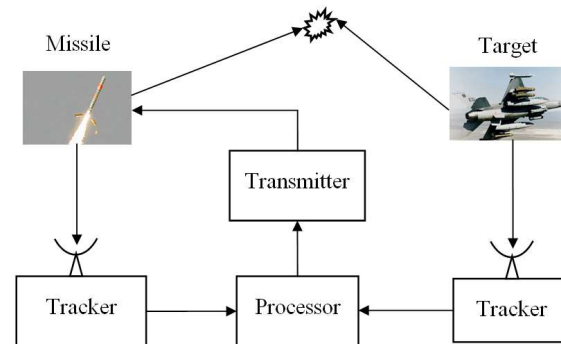 Missile
Target
Transmitter
Tracker
Processor
Tracker